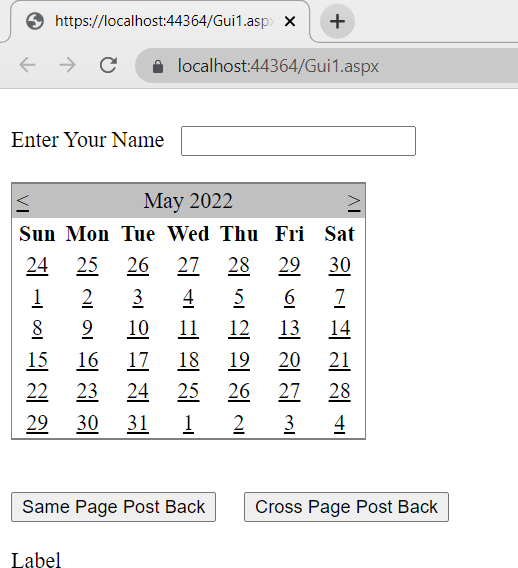 https://localhost:44364/Gui1.asp
localhost:44364/Gui1.aspx
Enter Your Name
< May 2022 >
Sun Mon Tue Wed Thu Fri Sat
24 25 26 27 28 29 30
1 2 3 4 5 6 7
8 9 10 11 12 13 14
15 16 17 18 19 20 21
22 23 24 25 26 27 28
29 30 31 1 2 3 4
Same Page Post Back Cross Page Post Back
Label